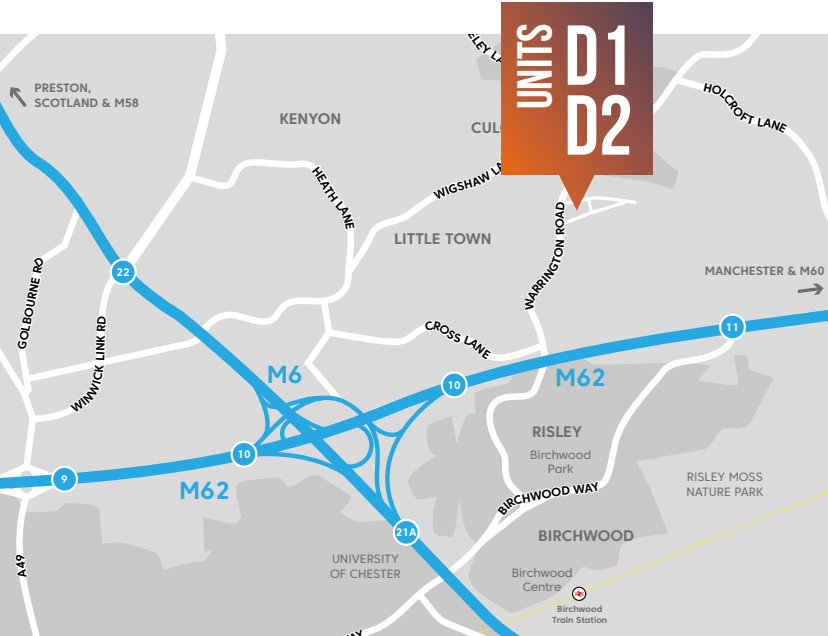 UNITS
D1
D2
PRESTON,
SCOTLAND & M58
KENYON
HOLCROFT LANE
HEATH LANE
WIGSHAW
LITTLE TOWN
WARRINGTON ROAD
MANCHESTER & M60
22
GOLBOURNE RD
WINWICK LINK RD
CROSS LANE
11
M6
10
M62
RISLEY
Birchwood
Park
10
9
M62
RISLEY MOSS
NATURE PARK
BIRCHWOOD WAY
21A
BIRCHWOOD
A49
UNIVERSITY
OF CHESTER
Birchwood
Centre
Birchwood
Train Station